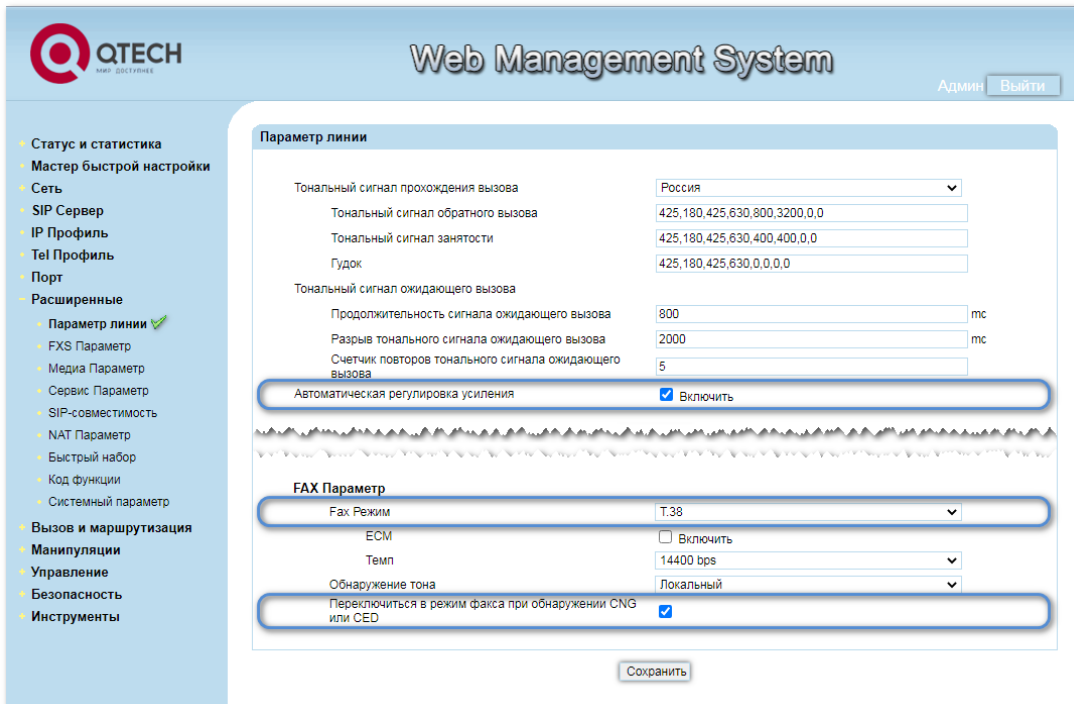 QTECH
МИР ДОСТУПНЕЕ
Web Management System
Админ Выйти
Статус и статистика
Мастер быстрой настройки
Сеть
SIP Сервер
IP Профиль
Tel Профиль
Порт
Расширенные
Параметр линии
FXS Параметр
Медиа Параметр
Сервис Параметр
SIP-совместимость
NAT Параметр
Быстрый набор
Код функции
Системный параметр
Вызов и маршрутизация
Манипуляции
Управление
Безопасность
Инструменты
Параметр линии
Тональный сигнал прохождения вызова Россия
Тональный сигнал обратного вызова 425,180,425,630,800,3200,0,0
Тональный сигнал занятости 425,180,425,630,400,400,0,0
Гудок 425,180,425,630,0,0,0,0
Тональный сигнал ожидающего вызова
Продолжительность сигнала ожидающего вызова 800 мс
Разрыв тонального сигнала ожидающего вызова 2000 мс
Счетчик повторов тонального сигнала ожидающего
вызова 5
Автоматическая регулировка усиления Включить
FAX Параметр
Fax Режим T.38
ECM Включить
Темп 14400 bps
Обнаружение тона Локальный
Переключиться в режим факса при обнаружении CNG
или CED
Сохранить